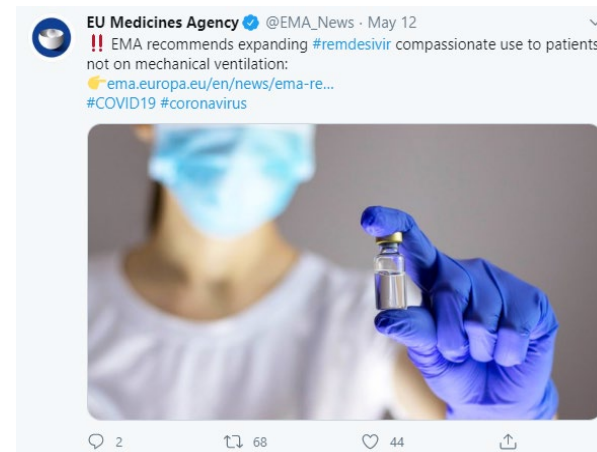 EU Medicines Agency @EMA_News · May 12
‼ EMA recommends expanding #remdesivir compassionate use to patients
not on mechanical ventilation:
👉ema.europa.eu/en/news/ema-re...
#COVID19 #coronavirus
2 68 44